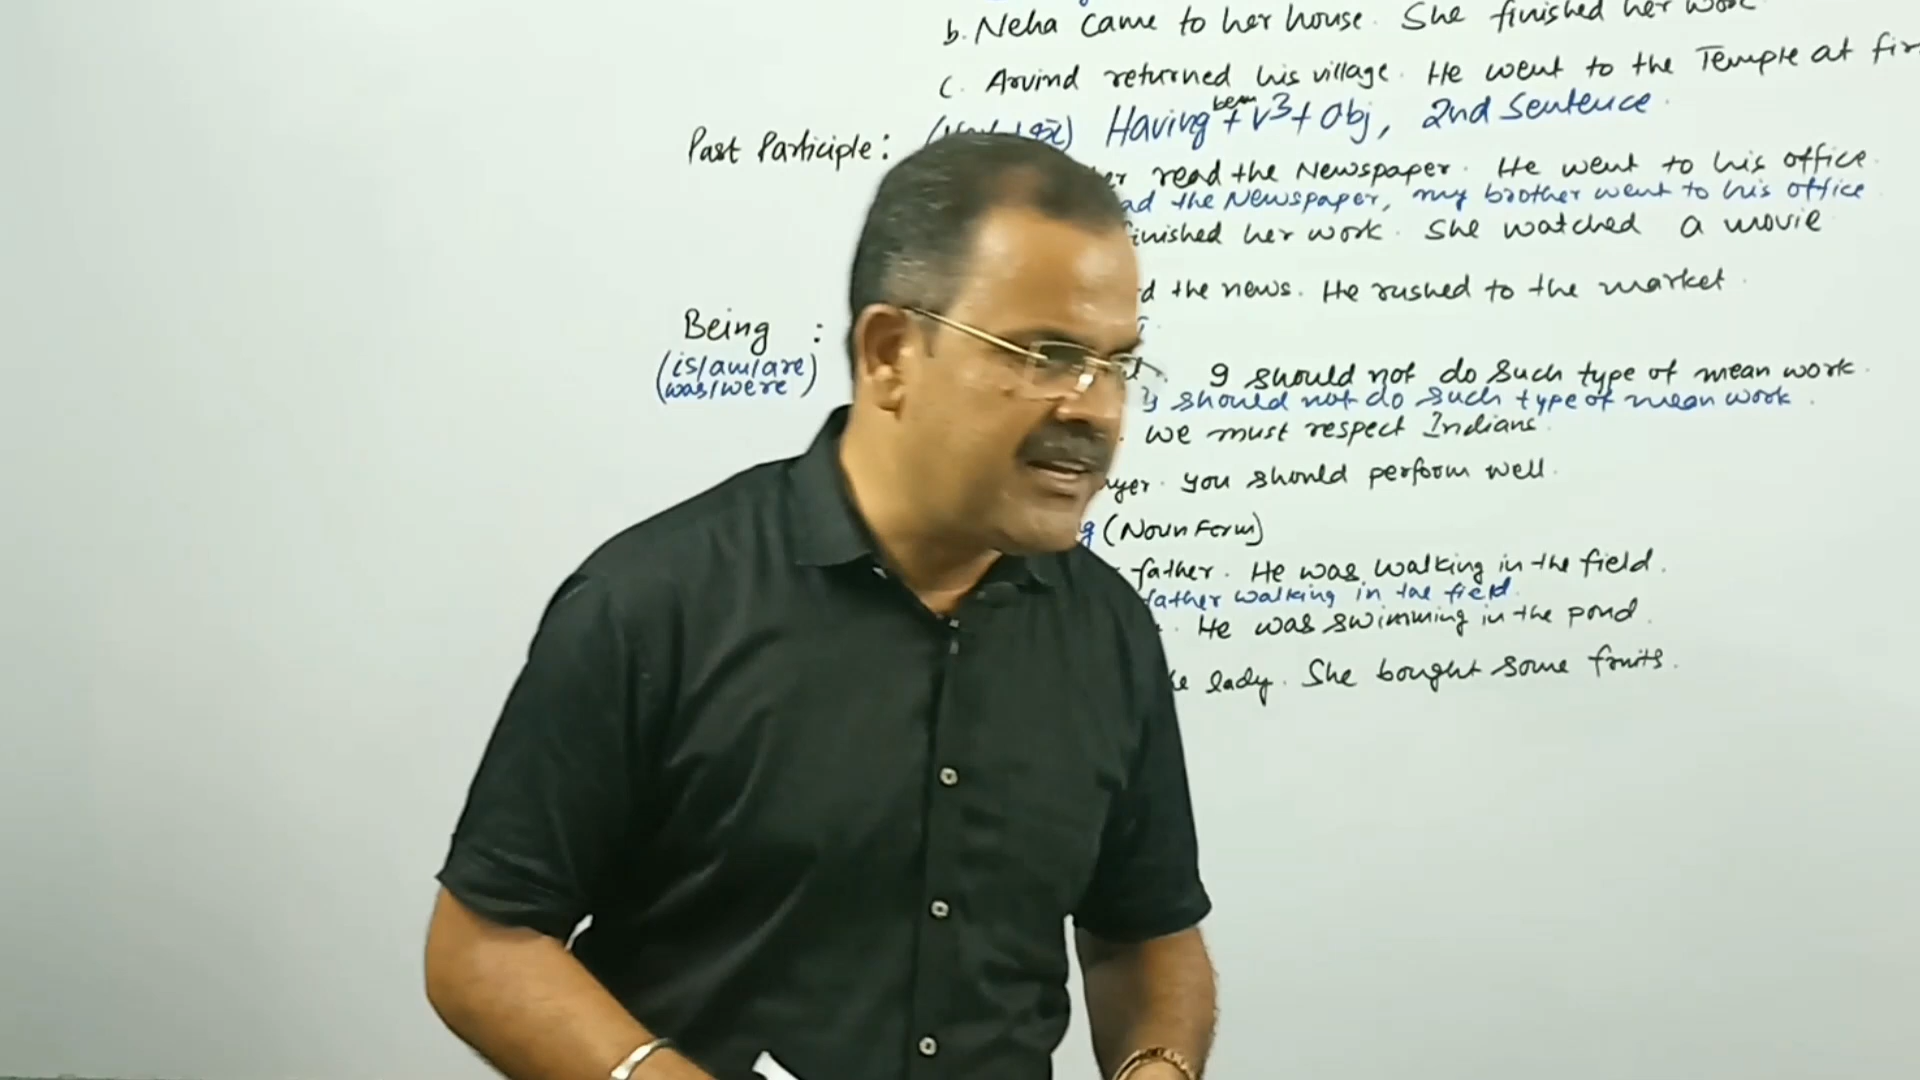 b. Neha came to her house. She finished her work
c. Arvind returned his village. He went to the Temple at
been
Past Participle: Having + V3 + Obj, 2nd Sentence.
read the Newspaper. He went to his office.
the Newspaper, my brother went to his office
finished her work. She watched a movie
the news. He rushed to the market.
Being :
(is/am/are)
(was/were)
I should not do such type of mean work.
I should not do such type of mean work.
we must respect Indians.
you should perform well.
(Noun Form)
father. He was walking in the field.
father walking in the field.
He was swimming in the pond.
lady. She bought some fruits.